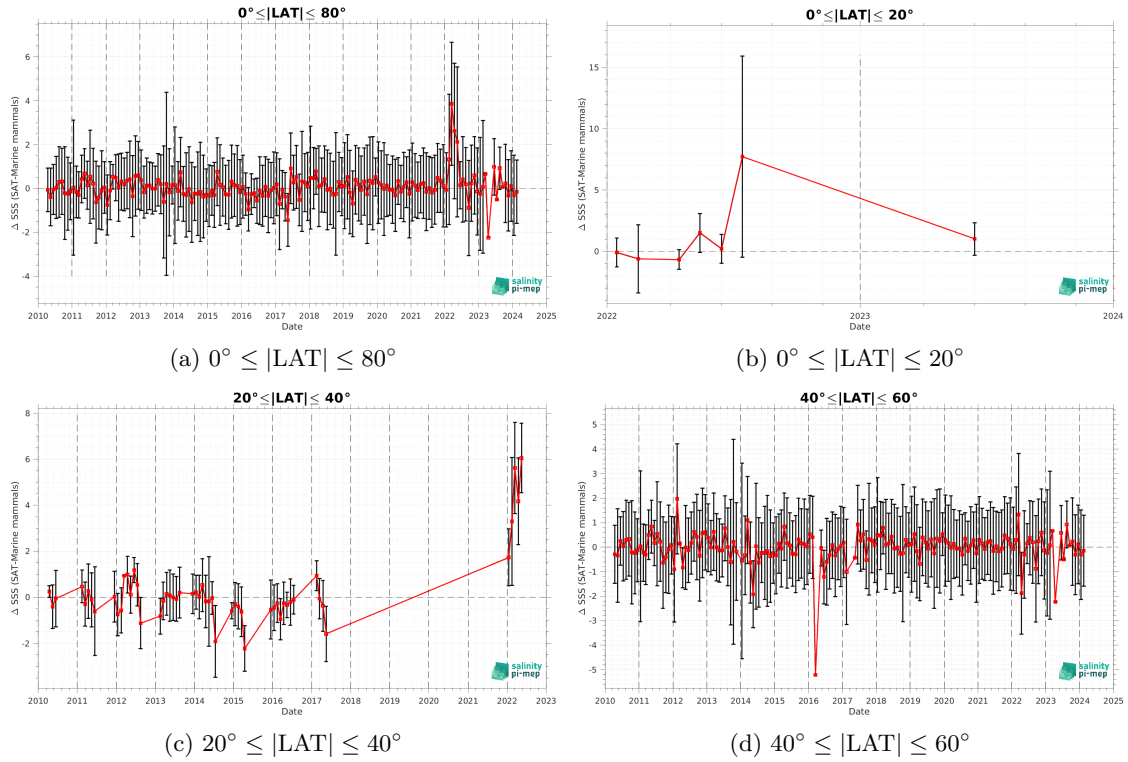 0°≤|LAT|≤ 80°
Δ SSS (SAT-Marine mammals)
6
4
2
0
-2
-4
2010 2011 2012 2013 2014 2015 2016 2017 2018 2019 2020 2021 2022 2023 2024 2025
Date
salinity
pi-mep
(a) 0° ≤ |LAT| ≤ 80°
0°≤|LAT|≤ 20°
Δ SSS (SAT-Marine mammals)
15
10
5
0
2022 2023 2024
Date
salinity
pi-mep
(b) 0° ≤ |LAT| ≤ 20°
20°≤|LAT|≤ 40°
Δ SSS (SAT-Marine mammals)
8
6
4
2
0
-2
2010 2011 2012 2013 2014 2015 2016 2017 2018 2019 2020 2021 2022 2023
Date
salinity
pi-mep
(c) 20° ≤ |LAT| ≤ 40°
40°≤|LAT|≤ 60°
Δ SSS (SAT-Marine mammals)
5
4
3
2
1
0
-1
-2
-3
-4
-5
2010 2011 2012 2013 2014 2015 2016 2017 2018 2019 2020 2021 2022 2023 2024 2025
Date
salinity
pi-mep
(d) 40° ≤ |LAT| ≤ 60°